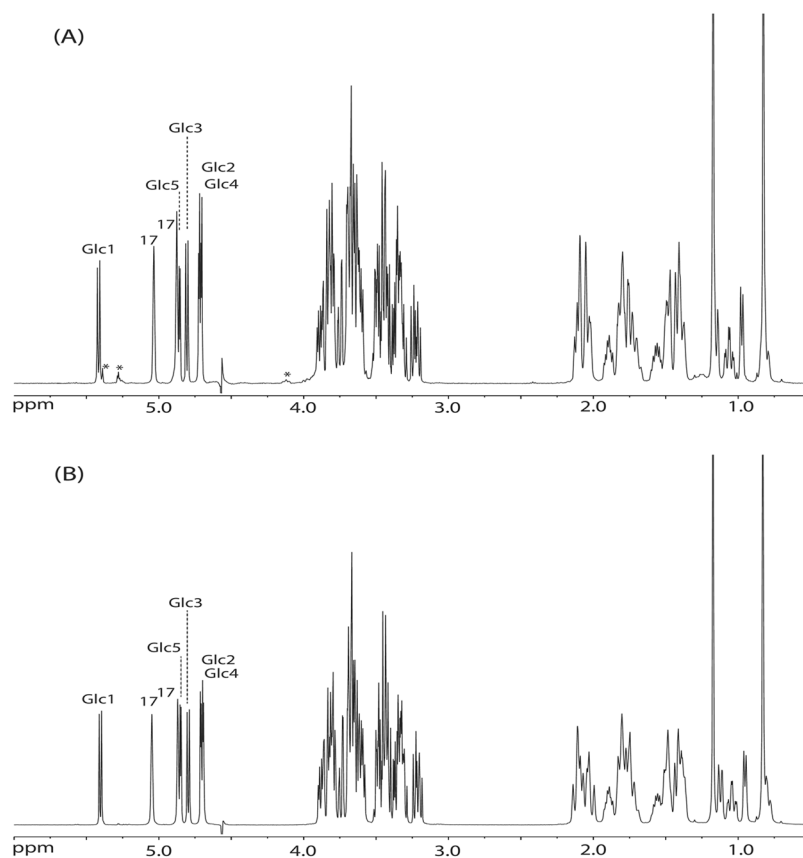 (A)
Glc3
Glc2
Glc5 Glc4
17
Glc1 17
* * *
ppm 5.0 4.0 3.0 2.0 1.0
(B)
Glc3
Glc5 Glc2
Glc4
Glc1 17 17
ppm 5.0 4.0 3.0 2.0 1.0